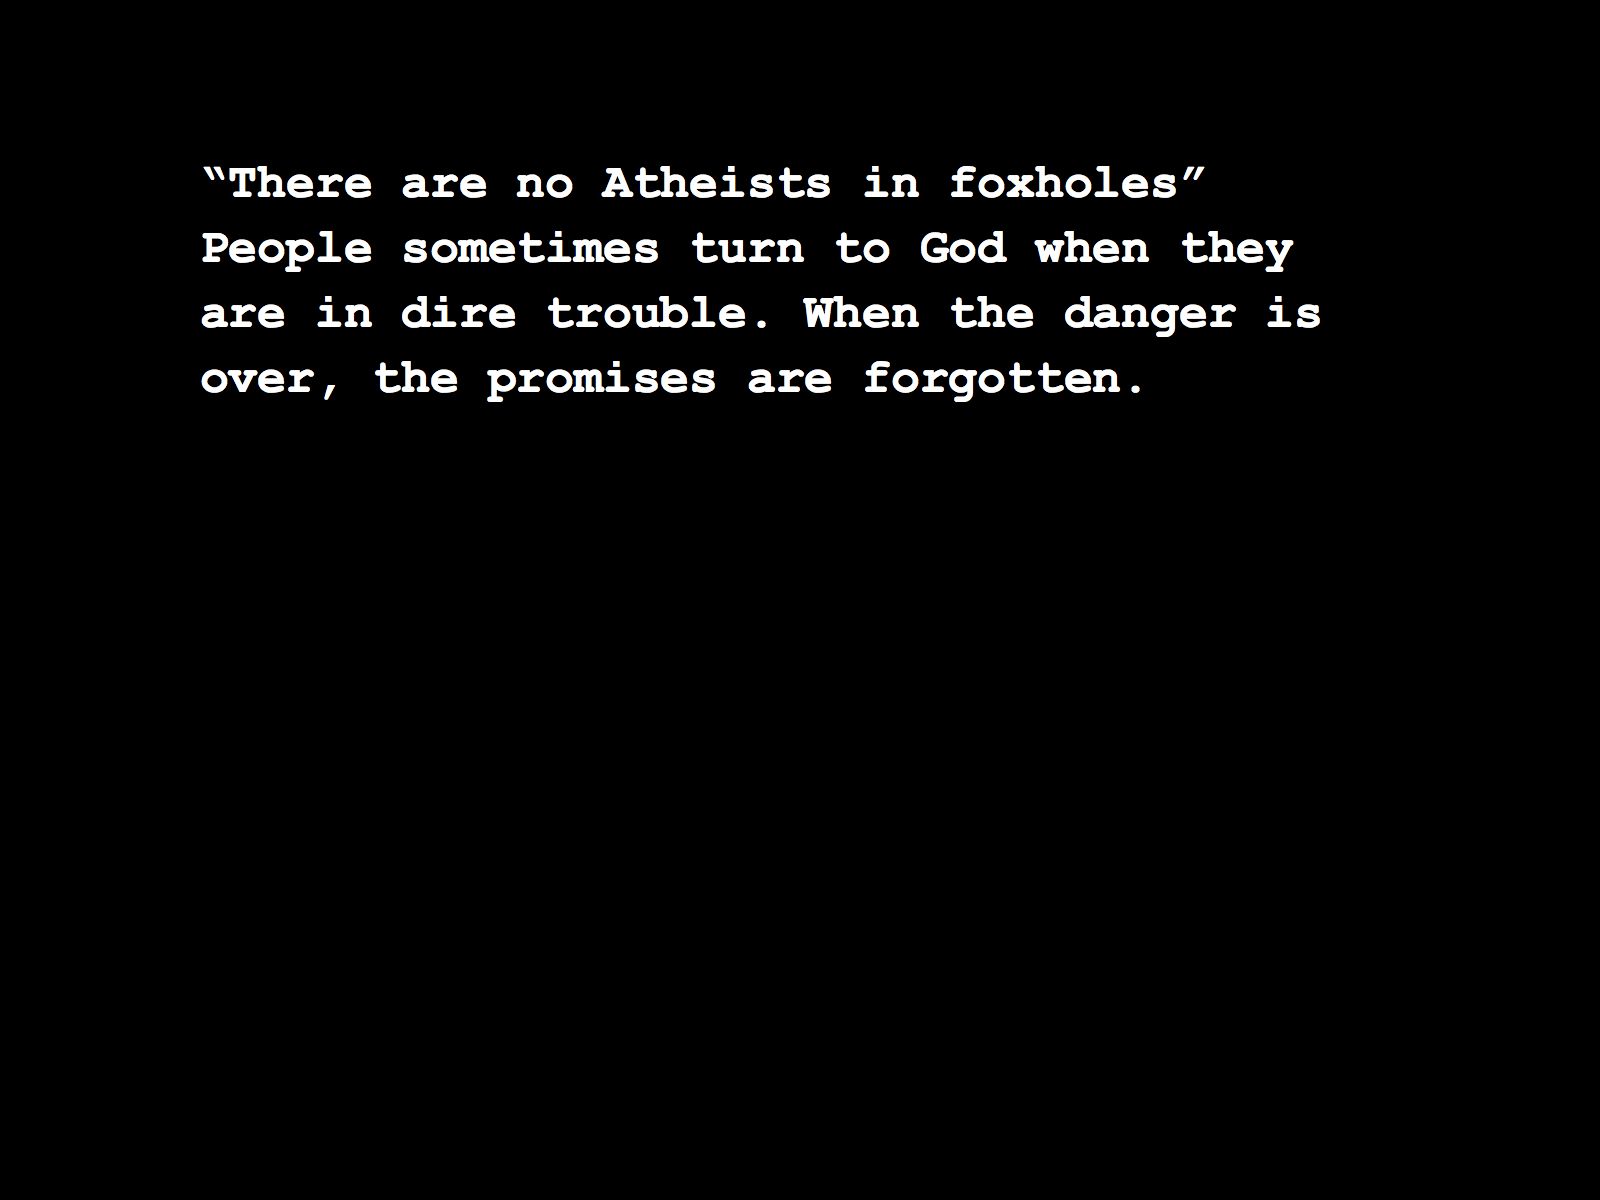 “There are no Atheists in foxholes”
People sometimes turn to God when they
are in dire trouble. When the danger is
over, the promises are forgotten.